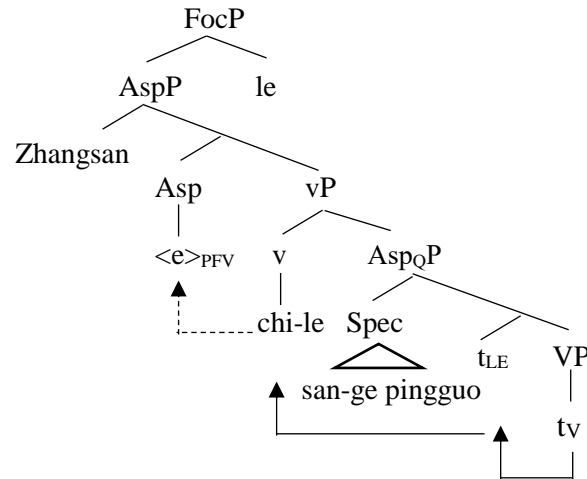 FocP
AspP le
Zhangsan
Asp vP
<e>PFV v AspQP
chi-le Spec
tLE VP
san-ge pingguo
tV